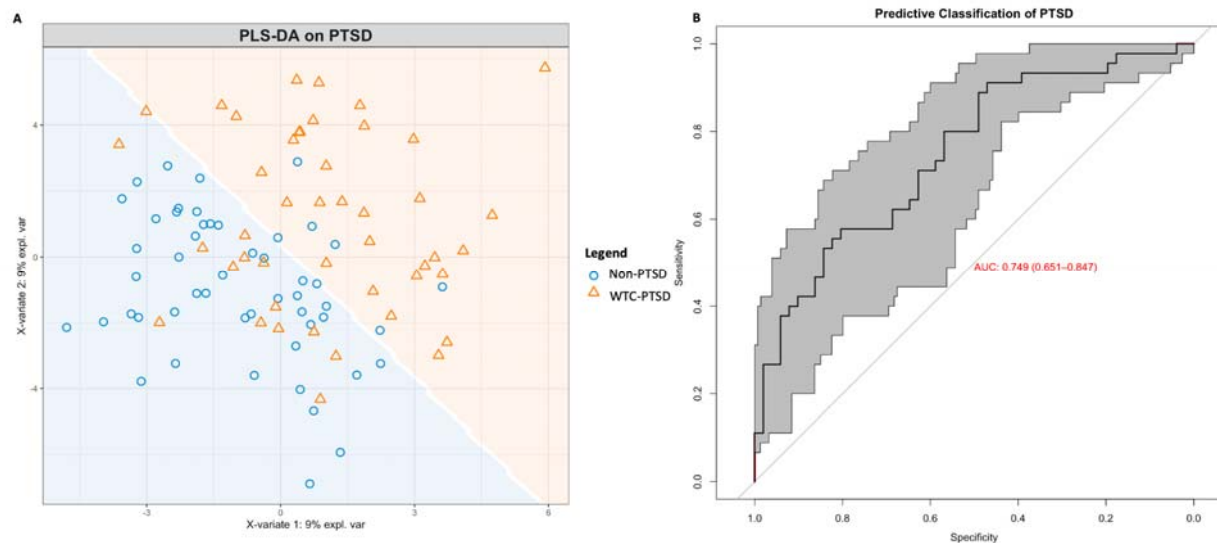 A
PLS-DA on PTSD
X-variate 2: 9% expl. var
4
0
-4
-3
0
3
6
X-variate 1: 9% expl. var
Legend
Non-PTSD
WTC-PTSD
B
Predictive Classification of PTSD
Sensitivity
1.0
0.8
0.6
0.4
0.2
0.0
AUC: 0.749 (0.651–0.847)
1.0
0.8
0.6
0.4
0.2
0.0
Specificity